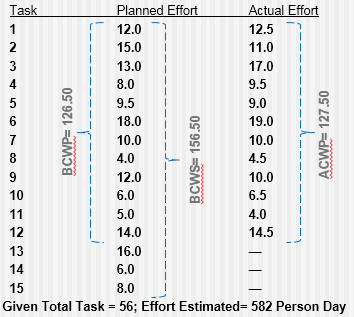 Task Planned Effort Actual Effort
1 12.0 12.5
2 15.0 11.0
3 13.0 17.0
4 8.0 9.5
5 9.5 9.0
6 18.0 19.0
7 10.0 10.0
8 4.0 4.5
9 12.0 10.0
10 6.0 6.5
11 5.0 4.0
12 14.0 14.5
13 16.0 —
14 6.0 —
15 8.0 —
BCWP= 126.50
BCWS= 156.50
ACWP= 127.50
Given Total Task = 56; Effort Estimated= 582 Person Day